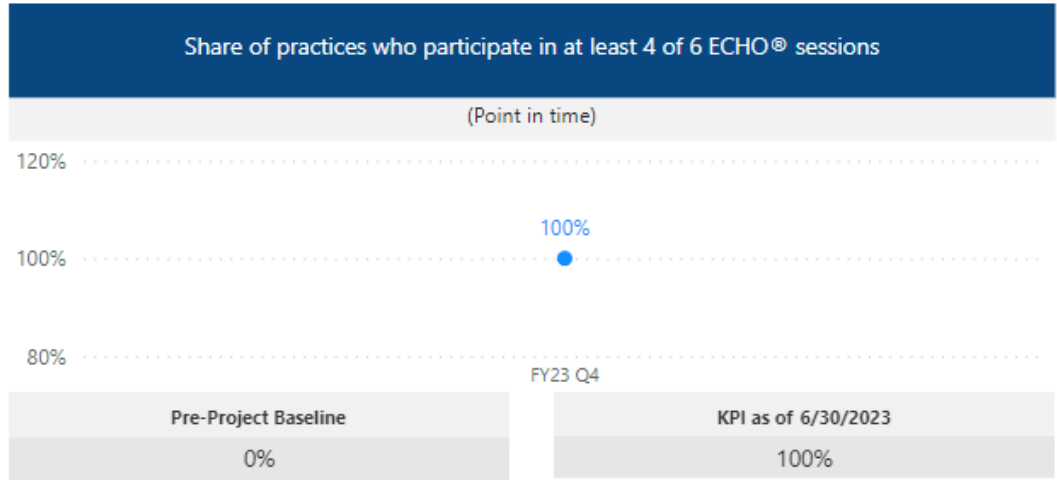 Share of practices who participate in at least 4 of 6 ECHO® sessions
(Point in time)
120%
100%
100%
80%
FY23 Q4
Pre-Project Baseline
KPI as of 6/30/2023
0%
100%